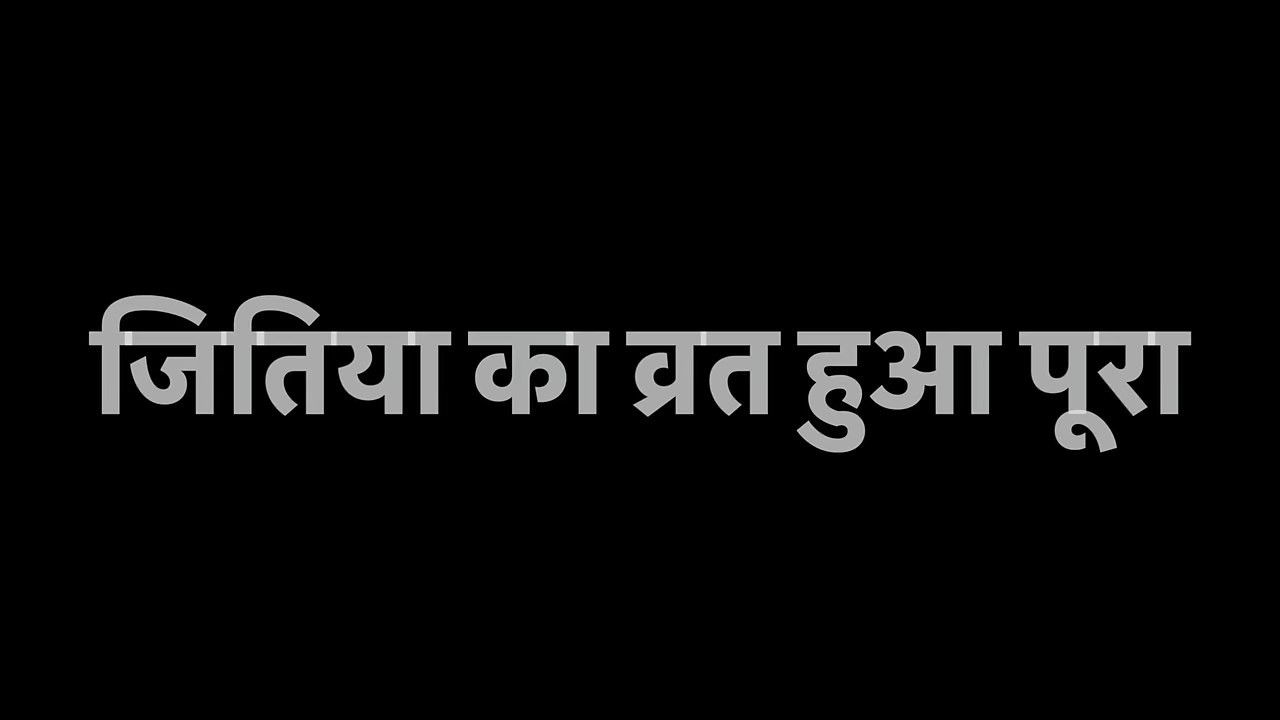 जितिया का व्रत हुआ पूरा